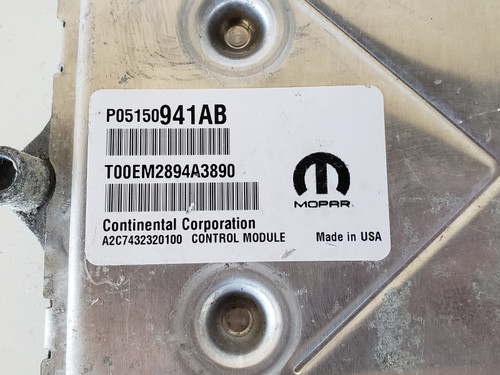 P05150941AB
T00EM2894A3890
MOPAR
Continental Corporation
A2C7432320100 CONTROL MODULE Made in USA